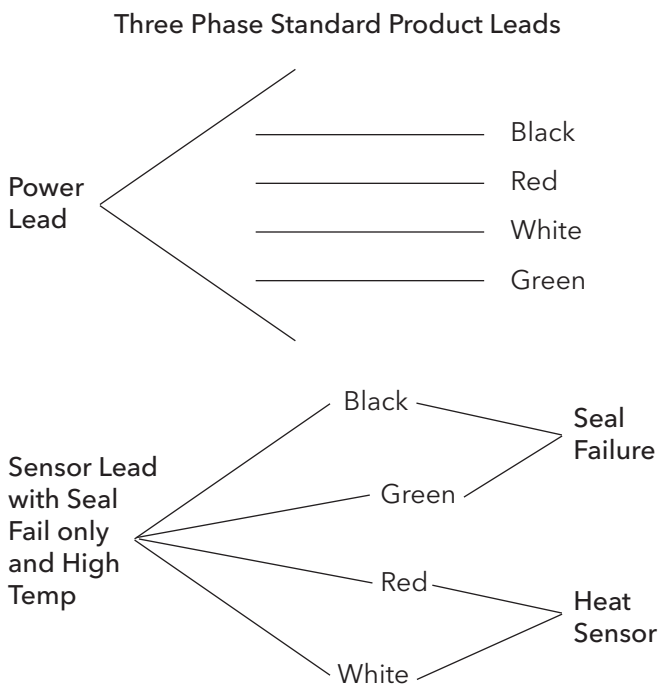 Three Phase Standard Product Leads
Black
Power
Lead
Red
White
Green
Black
Seal
Failure
Sensor Lead
with Seal
Fail only
and High
Temp
Green
Red
Heat
Sensor
White